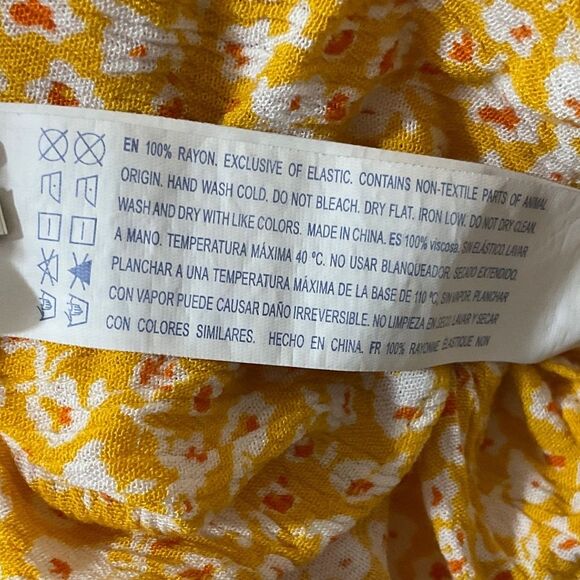 EN 100% RAYON. EXCLUSIVE OF ELASTIC. CONTAINS NON-TEXTILE PARTS OF ANIMAL
ORIGIN. HAND WASH COLD. DO NOT BLEACH. DRY FLAT. IRON LOW. DO NOT DRY CLEAN.
WASH AND DRY WITH LIKE COLORS. MADE IN CHINA. ES 100% viscosa. SIN ELÁSTICO. LAVAR
A MANO. TEMPERATURA MÁXIMA 40 ºC. NO USAR BLANQUEADOR. SECADO EXTENDIDO.
PLANCHAR A UNA TEMPERATURA MÁXIMA DE LA BASE DE 110 ºC, SIN VAPOR. PLANCHAR
CON VAPOR PUEDE CAUSAR DAÑO IRREVERSIBLE. NO LIMPIEZA EN SECO. LAVAR Y SECAR
CON COLORES SIMILARES. HECHO EN CHINA. FR 100% RAYONNE ÉLASTIQUE NON